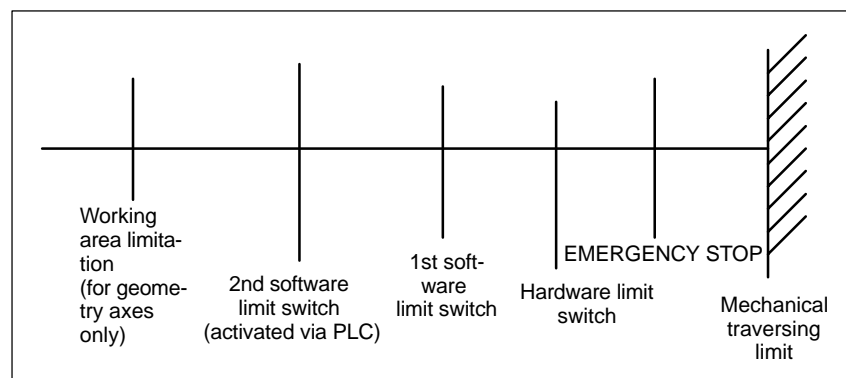 Working
area limita-
tion
(for geome-
try axes
only)
2nd software
limit switch
(activated via PLC)
1st soft-
ware
limit switch
Hardware limit
switch
EMERGENCY STOP
Mechanical
traversing
limit